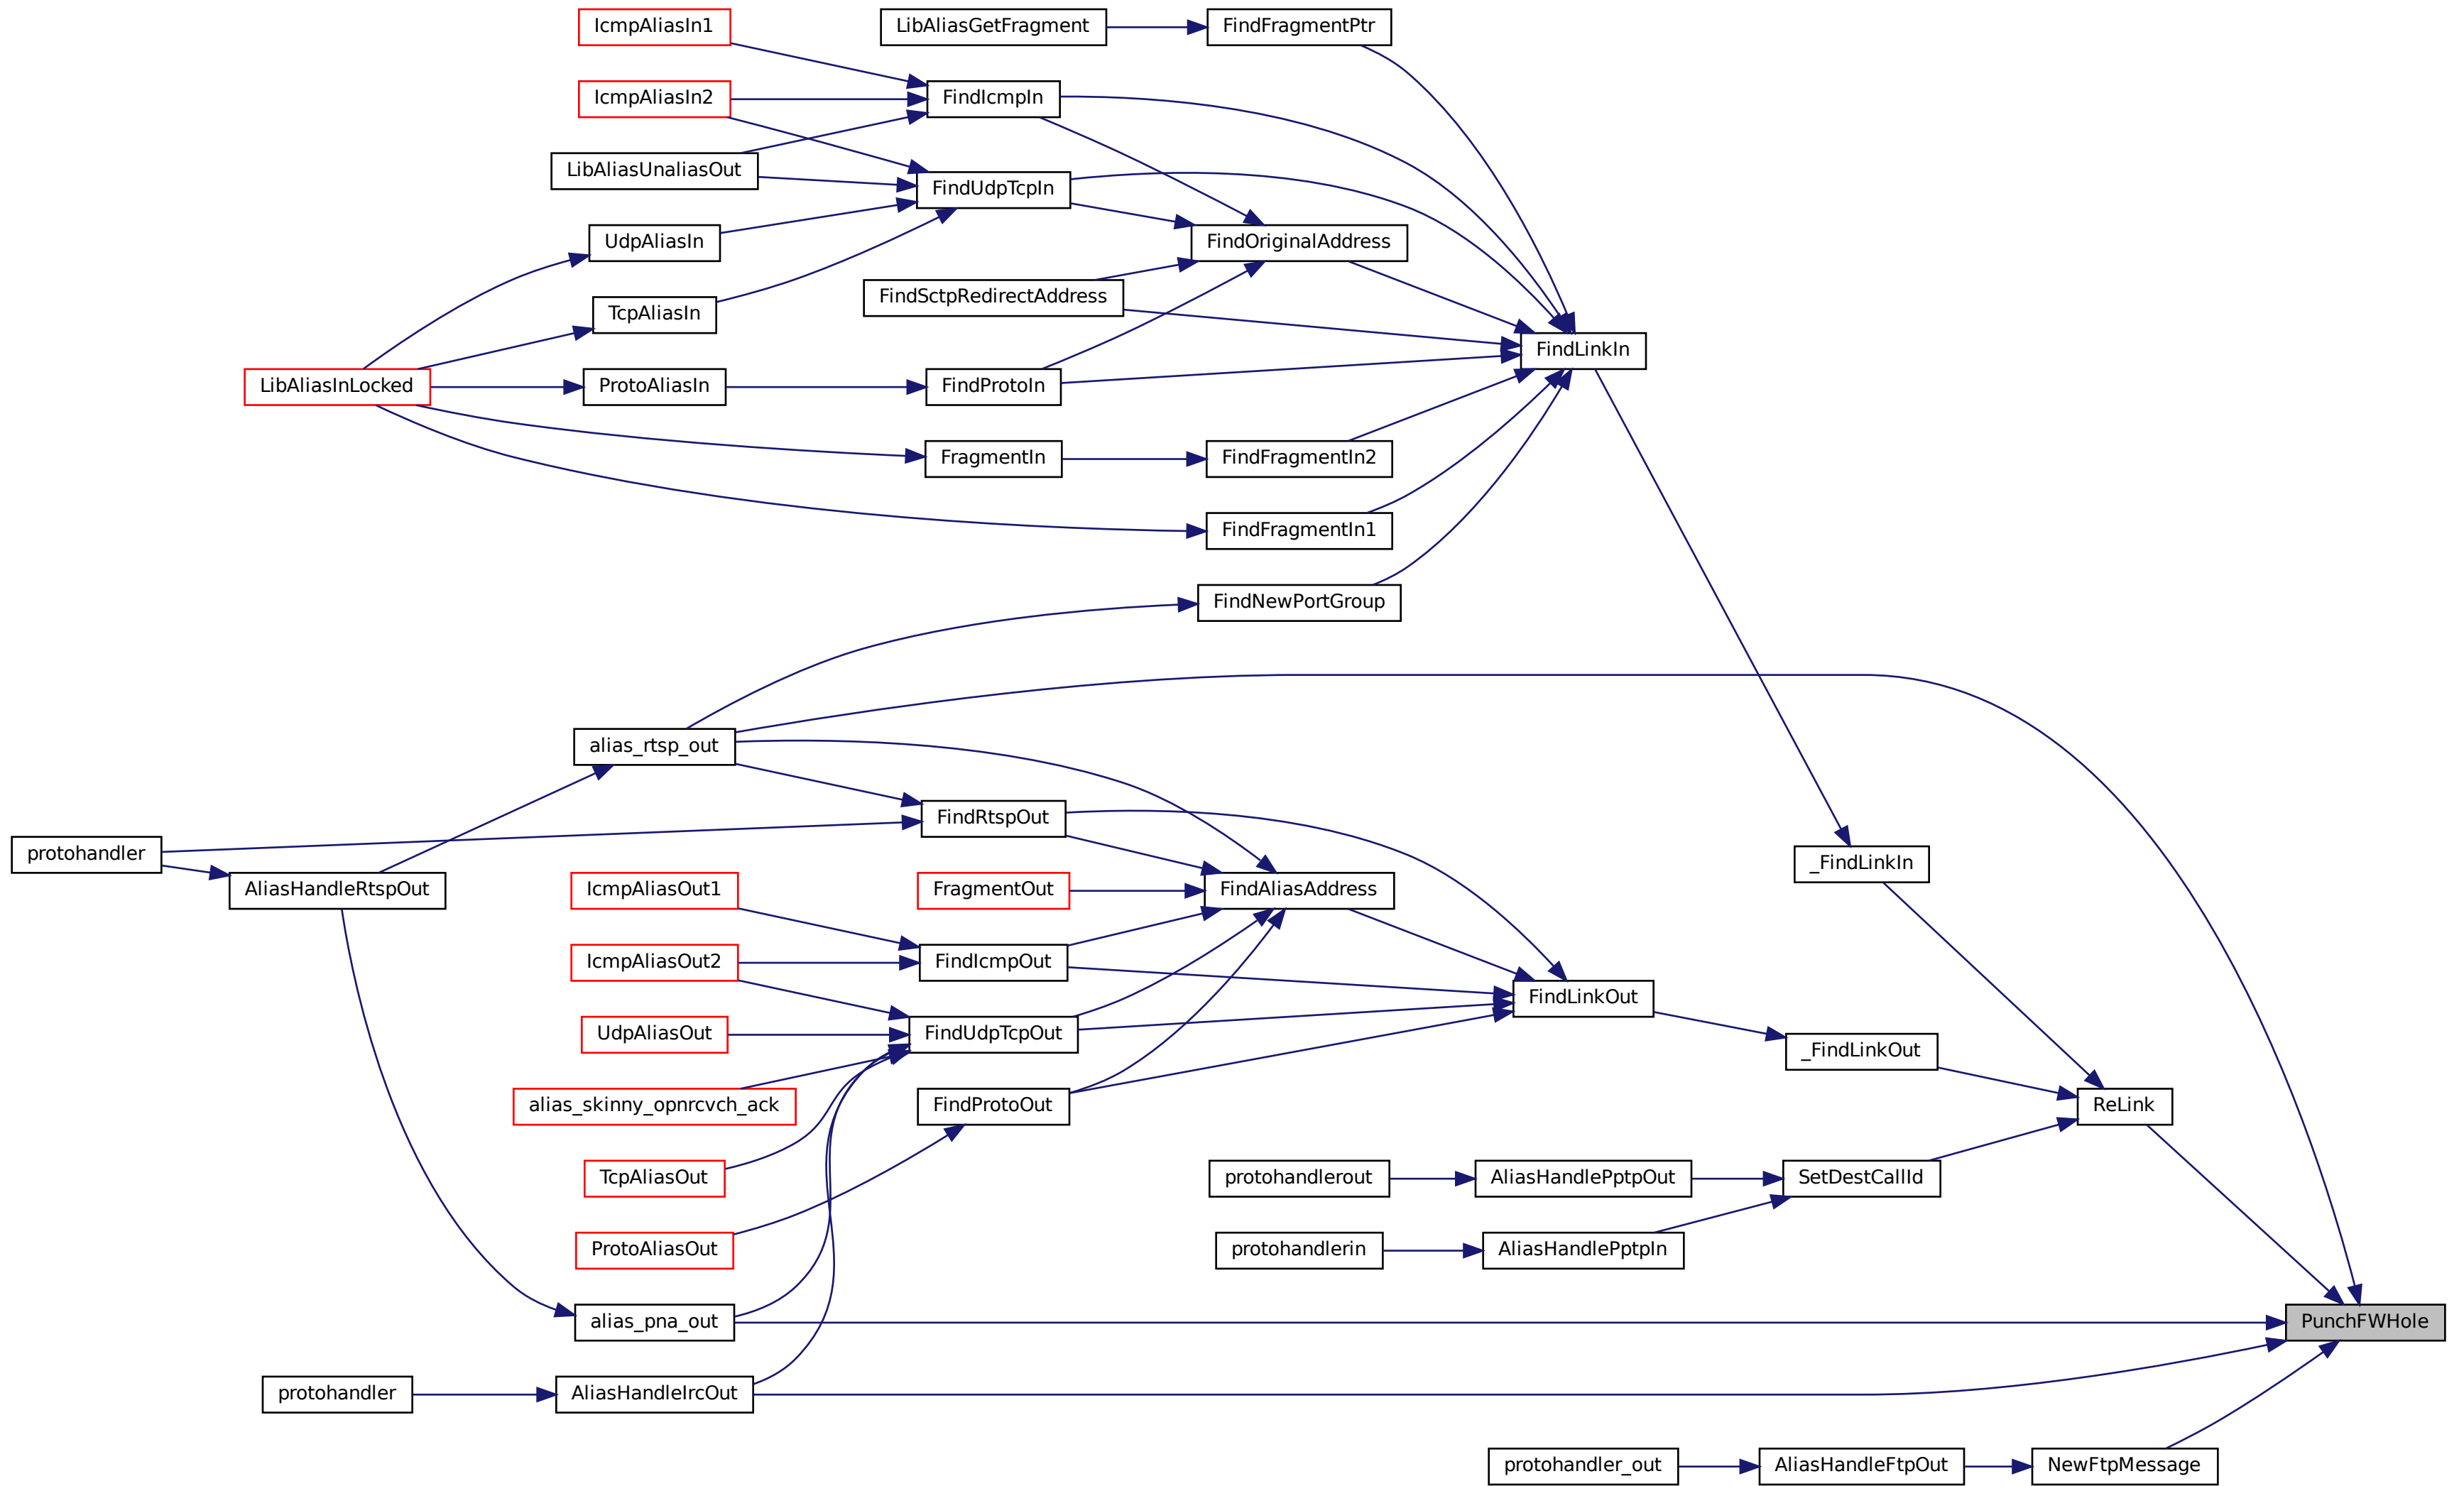 IcmpAliasIn1
LibAliasGetFragment
FindFragmentPtr
IcmpAliasIn2
FindIcmpIn
LibAliasUnaliasOut
FindUdpTcpIn
UdpAliasIn
FindOriginalAddress
FindSctpRedirectAddress
TcpAliasIn
FindLinkIn
LibAliasInLocked
ProtoAliasIn
FindProtoIn
FragmentIn
FindFragmentIn2
FindFragmentIn1
FindNewPortGroup
alias_rtsp_out
FindRtspOut
protohandler
_FindLinkIn
AliasHandleRtspOut
IcmpAliasOut1
FragmentOut
FindAliasAddress
IcmpAliasOut2
FindIcmpOut
FindLinkOut
UdpAliasOut
FindUdpTcpOut
_FindLinkOut
alias_skinny_opnrcvch_ack
FindProtoOut
ReLink
TcpAliasOut
protohandlerout
AliasHandlePptpOut
SetDestCallId
ProtoAliasOut
protohandlerin
AliasHandlePptpIn
alias_pna_out
PunchFWHole
protohandler
AliasHandleIrcOut
protohandler_out
AliasHandleFtpOut
NewFtpMessage